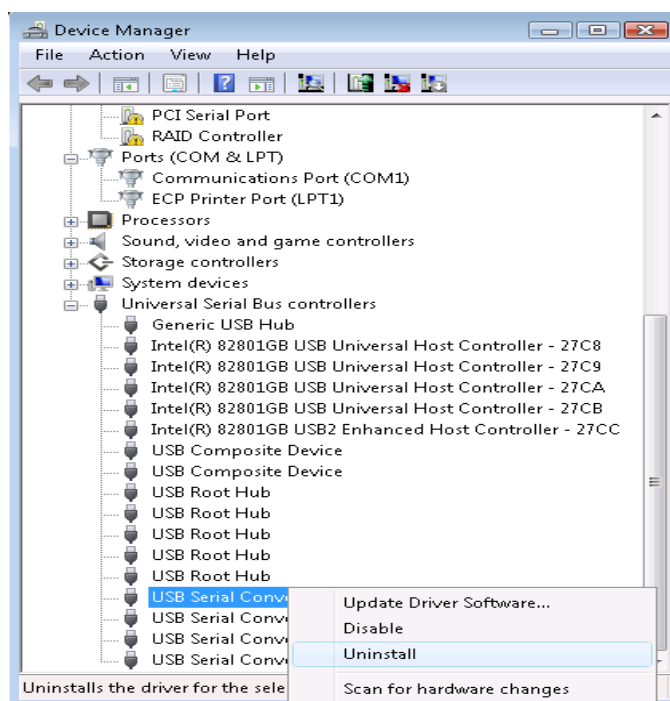 Device Manager
File Action View Help
PCI Serial Port
RAID Controller
Ports (COM & LPT)
Communications Port (COM1)
ECP Printer Port (LPT1)
Processors
Sound, video and game controllers
Storage controllers
System devices
Universal Serial Bus controllers
Generic USB Hub
Intel(R) 82801GB USB Universal Host Controller - 27C8
Intel(R) 82801GB USB Universal Host Controller - 27C9
Intel(R) 82801GB USB Universal Host Controller - 27CA
Intel(R) 82801GB USB Universal Host Controller - 27CB
Intel(R) 82801GB USB2 Enhanced Host Controller - 27CC
USB Composite Device
USB Composite Device
USB Root Hub
USB Root Hub
USB Root Hub
USB Root Hub
USB Root Hub
USB Serial Conv
USB Serial Conv
USB Serial Conv
USB Serial Conv
Update Driver Software...
Disable
Uninstall
Scan for hardware changes
Uninstalls the driver for the sele